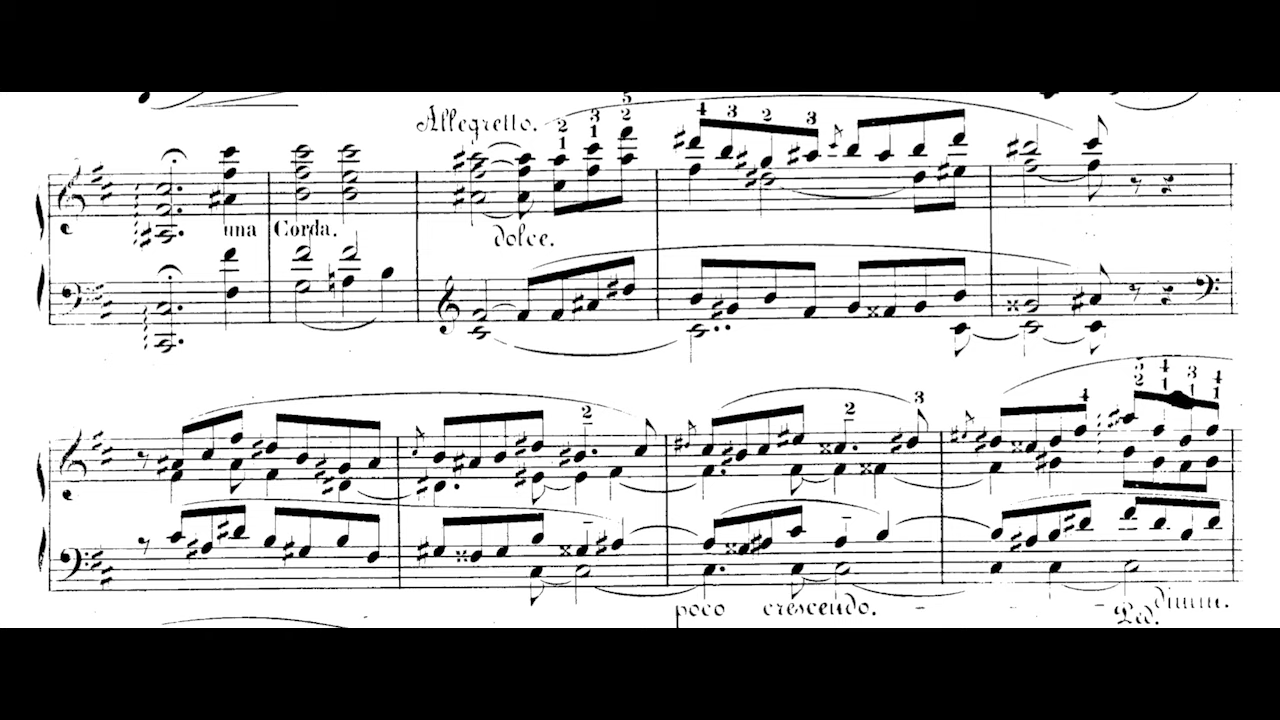 Allegretto.
una Corda.
dolce.
poco crescendo.
dimin.
Ped.